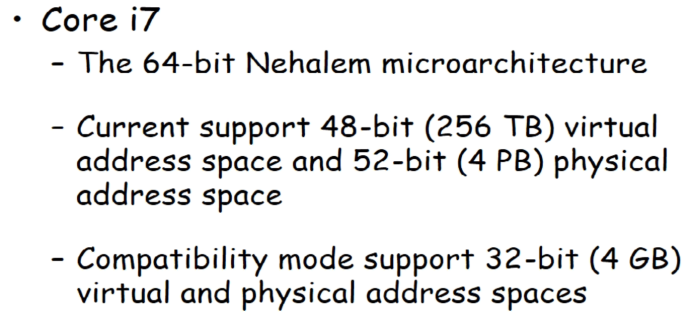 • Core i7
– The 64-bit Nehalem microarchitecture
– Current support 48-bit (256 TB) virtual
address space and 52-bit (4 PB) physical
address space
– Compatibility mode support 32-bit (4 GB)
virtual and physical address spaces